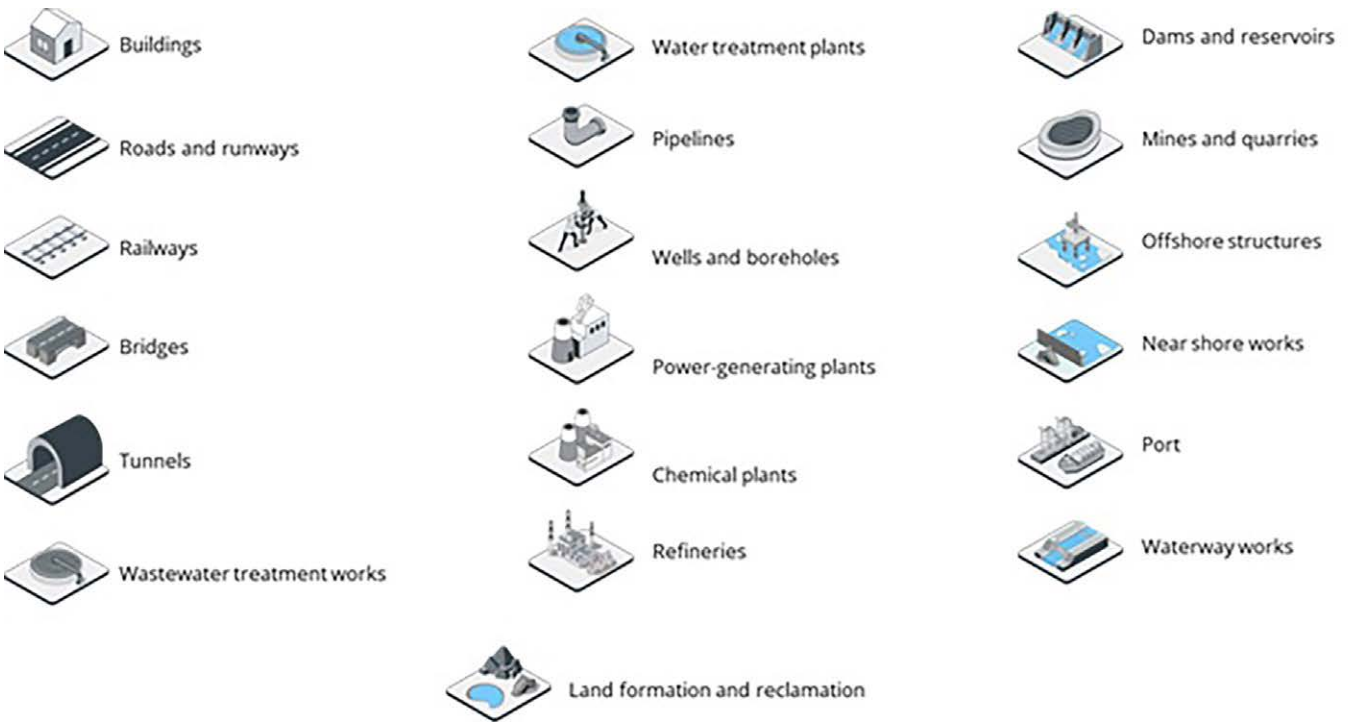 Buildings
Roads and runways
Railways
Bridges
Tunnels
Wastewater treatment works
Water treatment plants
Pipelines
Wells and boreholes
Power-generating plants
Chemical plants
Refineries
Dams and reservoirs
Mines and quarries
Offshore structures
Near shore works
Port
Waterway works
Land formation and reclamation